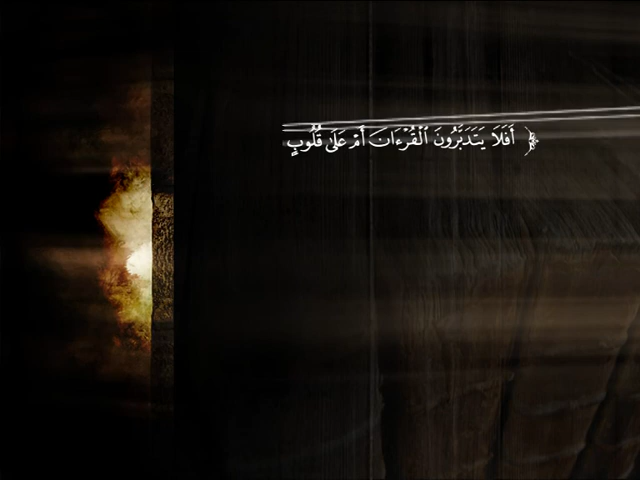 ﴿ أَفَلَا يَتَدَبَّرُونَ ٱلْقُرْءَانَ أَمْ عَلَىٰ قُلُوبٍ